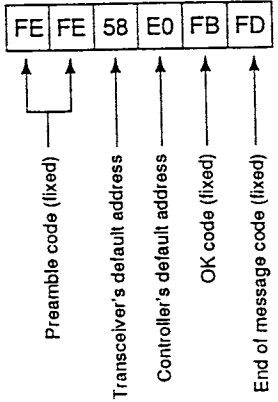 FE FE 58 E0 FB FD
Preamble code (fixed)
Transceiver's default address
Controller's default address
OK code (fixed)
End of message code (fixed)